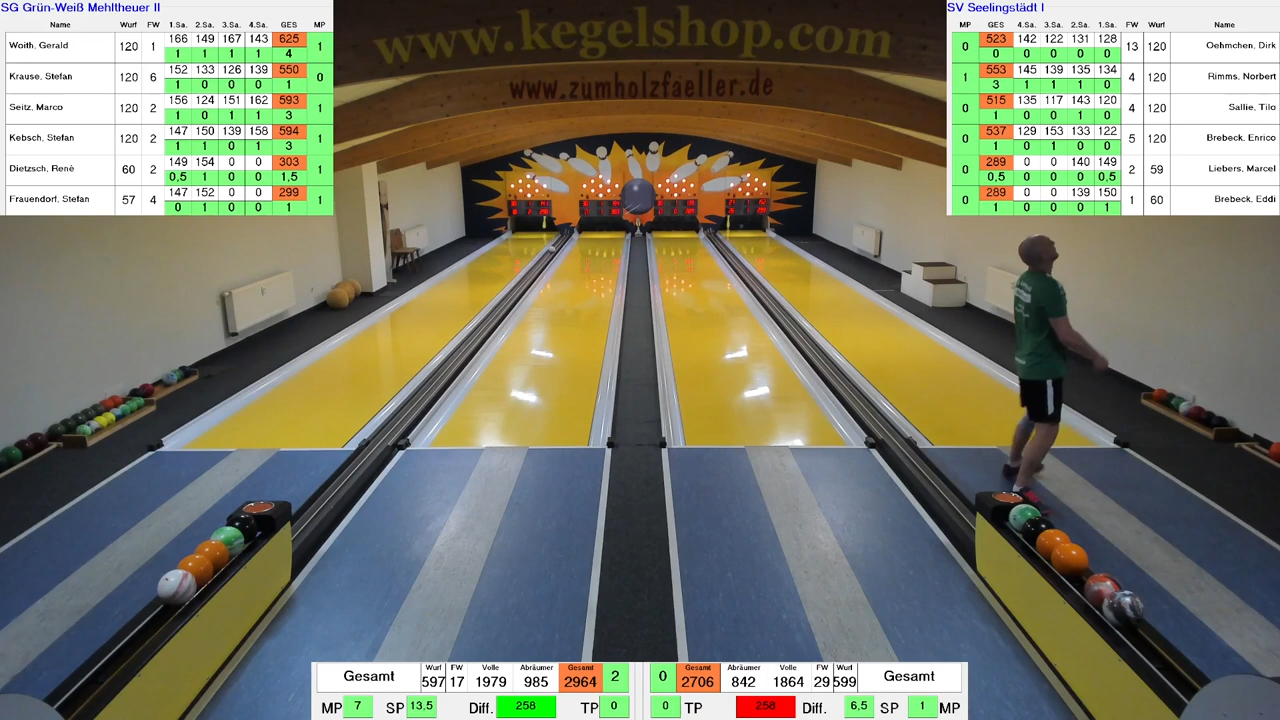 SG Grün-Weiß Mehltheuer II
Name Wurf FW 1.Sa. 2.Sa. 3.Sa. 4.Sa. GES MP
Woith, Gerald 120 1 166 149 167 143 625 1
1 1 1 1 4
Krause, Stefan 120 6 152 133 126 139 550 0
1 0 0 0 1
Seitz, Marco 120 2 156 124 151 162 593 1
1 0 1 1 3
Kebsch, Stefan 120 2 147 150 139 158 594 1
1 1 0 1 3
Dietzsch, Renè 60 2 149 154 0 0 303 1
0,5 1 0 0 1,5
Frauendorf, Stefan 57 4 147 152 0 0 299 1
0 1 0 0 1
www.kegelshop.com
www.zumholzfaeller.de
SV Seelingstädt I
MP GES 4.Sa. 3.Sa. 2.Sa. 1.Sa. FW Wurf Name
0 523 142 122 131 128 13 120 Oehmchen, Dirk
0 0 0 0 0
1 553 145 139 135 134 4 120 Rimms, Norbert
3 1 1 1 0
0 515 135 117 143 120 4 120 Sallie, Tilo
1 0 0 1 0
0 537 129 153 133 122 5 120 Brebeck, Enrico
1 0 1 0 0
0 289 0 0 140 149 2 59 Liebers, Marcel
0,5 0 0 0 0,5
0 289 0 0 139 150 1 60 Brebeck, Eddi
1 0 0 0 1
Gesamt Wurf FW Volle Abräumer Gesamt
597 17 1979 985 2964 2
MP 7 SP 13,5 Diff. 258 TP 0
0 Gesamt Abräumer Volle FW Wurf Gesamt
2706 842 1864 29 599
0 TP 258 Diff. 6,5 SP 1 MP